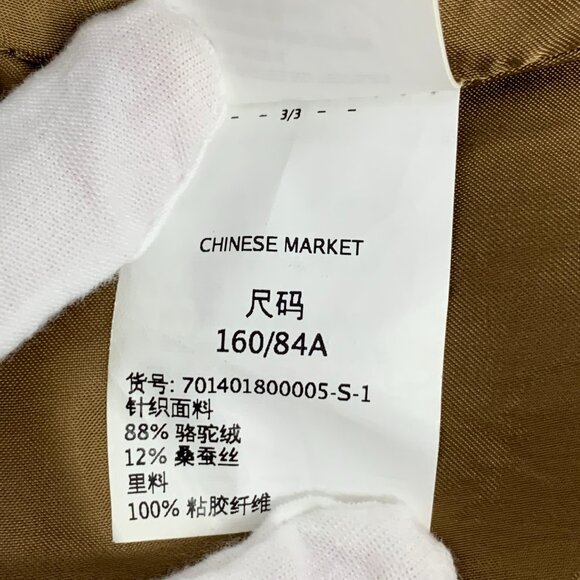 - - 3/3 - -
CHINESE MARKET
尺码
160/84A
货号: 701401800005-S-1
针织面料
88% 骆驼绒
12% 桑蚕丝
里料
100% 粘胶纤维